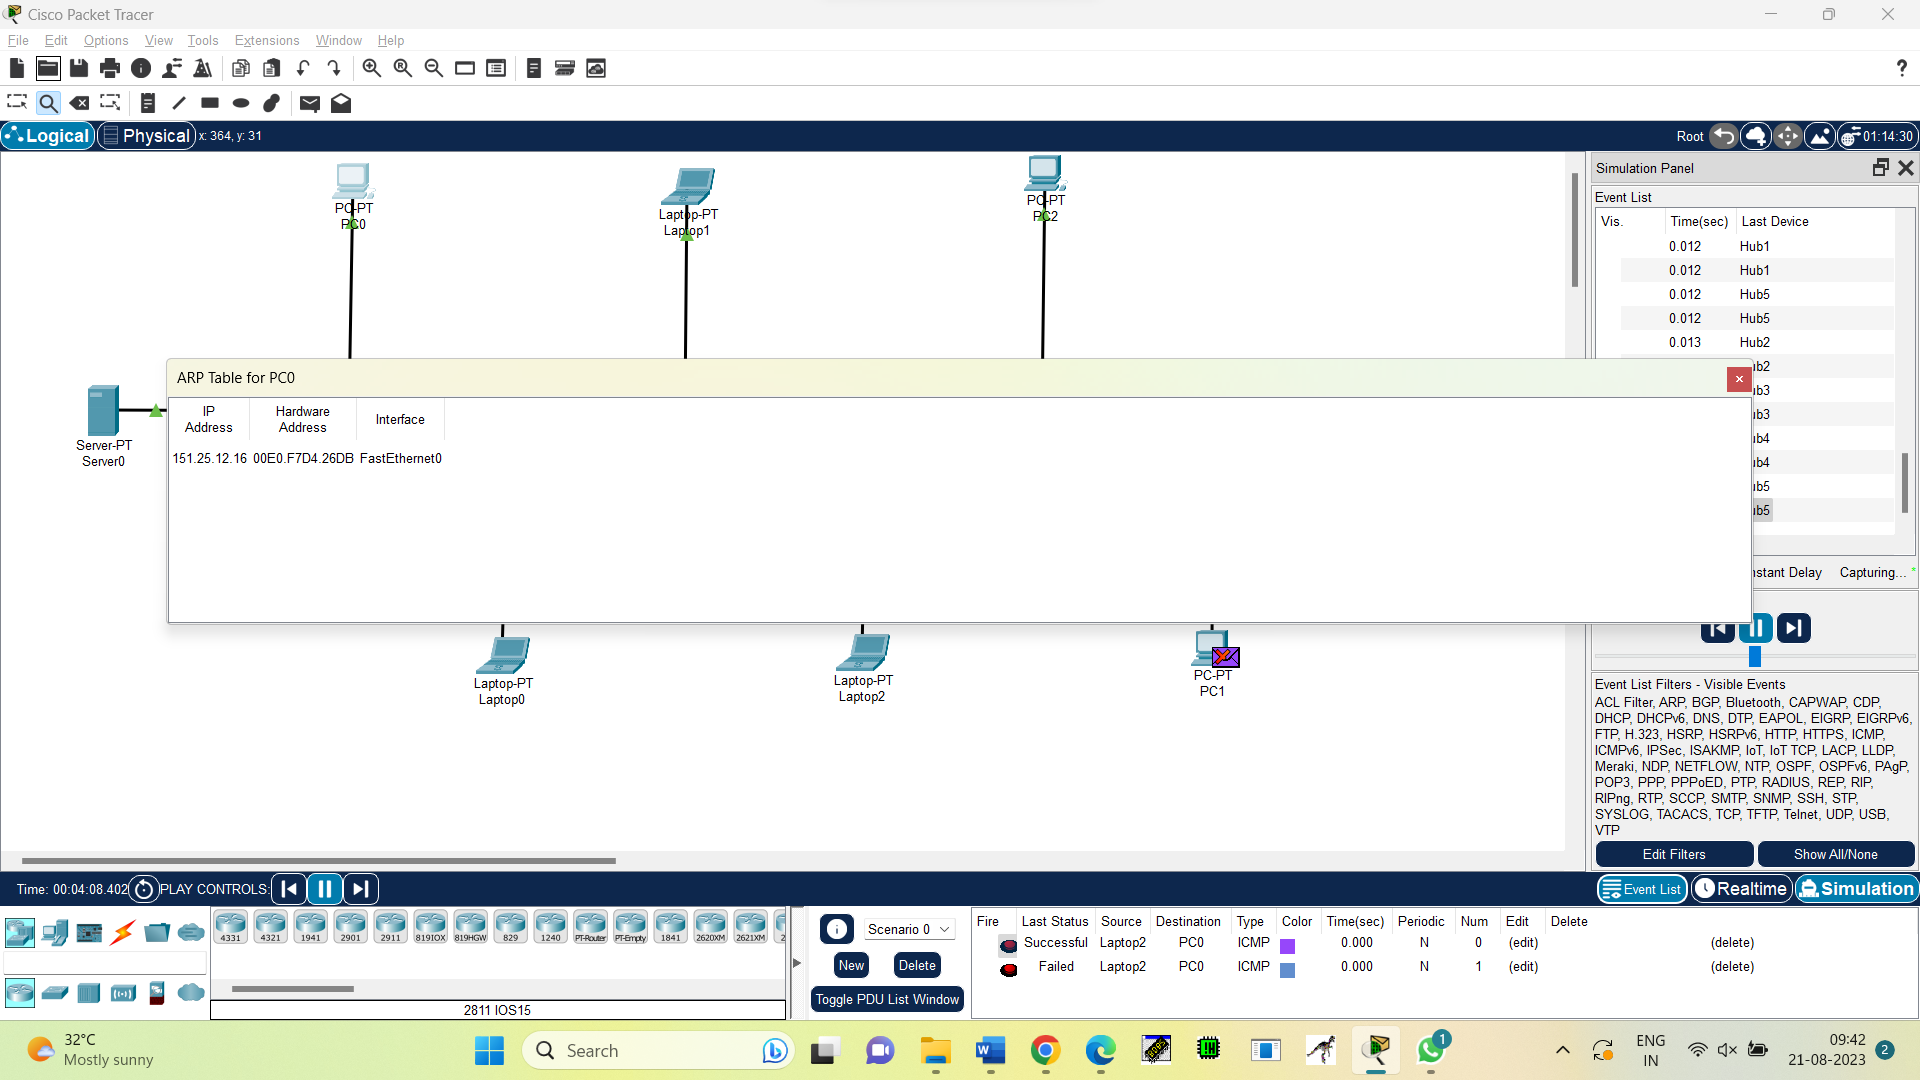 Cisco Packet Tracer
File Edit Options View Tools Extensions Window Help
?
Logical Physical x: 364, y: 31 Root 01:14:30
PC-PT
PC0
Laptop-PT
Laptop1
PC-PT
PC2
Server-PT
Server0
ARP Table for PC0
IP Address Hardware Address Interface
151.25.12.16 00E0.F7D4.26DB FastEthernet0
Laptop-PT
Laptop0
Laptop-PT
Laptop2
PC-PT
PC1
Simulation Panel
Event List
Vis. Time(sec) Last Device
0.012 Hub1
0.012 Hub1
0.012 Hub5
0.012 Hub5
0.013 Hub2
ub2
ub3
ub3
ub4
ub4
ub5
ub5
nstant Delay Capturing...*
Event List Filters - Visible Events
ACL Filter, ARP, BGP, Bluetooth, CAPWAP, CDP,
DHCP, DHCPv6, DNS, DTP, EAPOL, EIGRP, EIGRPv6,
FTP, H.323, HSRP, HSRPv6, HTTP, HTTPS, ICMP,
ICMPv6, IPSec, ISAKMP, IoT, IoT TCP, LACP, LLDP,
Meraki, NDP, NETFLOW, NTP, OSPF, OSPFv6, PAgP,
POP3, PPP, PPPoED, PTP, RADIUS, REP, RIP,
RIPng, RTP, SCCP, SMTP, SNMP, SSH, STP,
SYSLOG, TACACS, TCP, TFTP, Telnet, UDP, USB,
VTP
Edit Filters Show All/None
Time: 00:04:08.402 PLAY CONTROLS: Event List Realtime Simulation
4331 4321 1941 2901 2911 819IOX 819HGW 829 1240 PT-Router PT-Empty 1841 2620XM 2621XM 2
2811 IOS15
Scenario 0
New Delete
Toggle PDU List Window
Fire Last Status Source Destination Type Color Time(sec) Periodic Num Edit Delete
Successful Laptop2 PC0 ICMP 0.000 N 0 (edit) (delete)
Failed Laptop2 PC0 ICMP 0.000 N 1 (edit) (delete)
32°C
Mostly sunny
Search
1
ENG
IN
09:42
21-08-2023
2